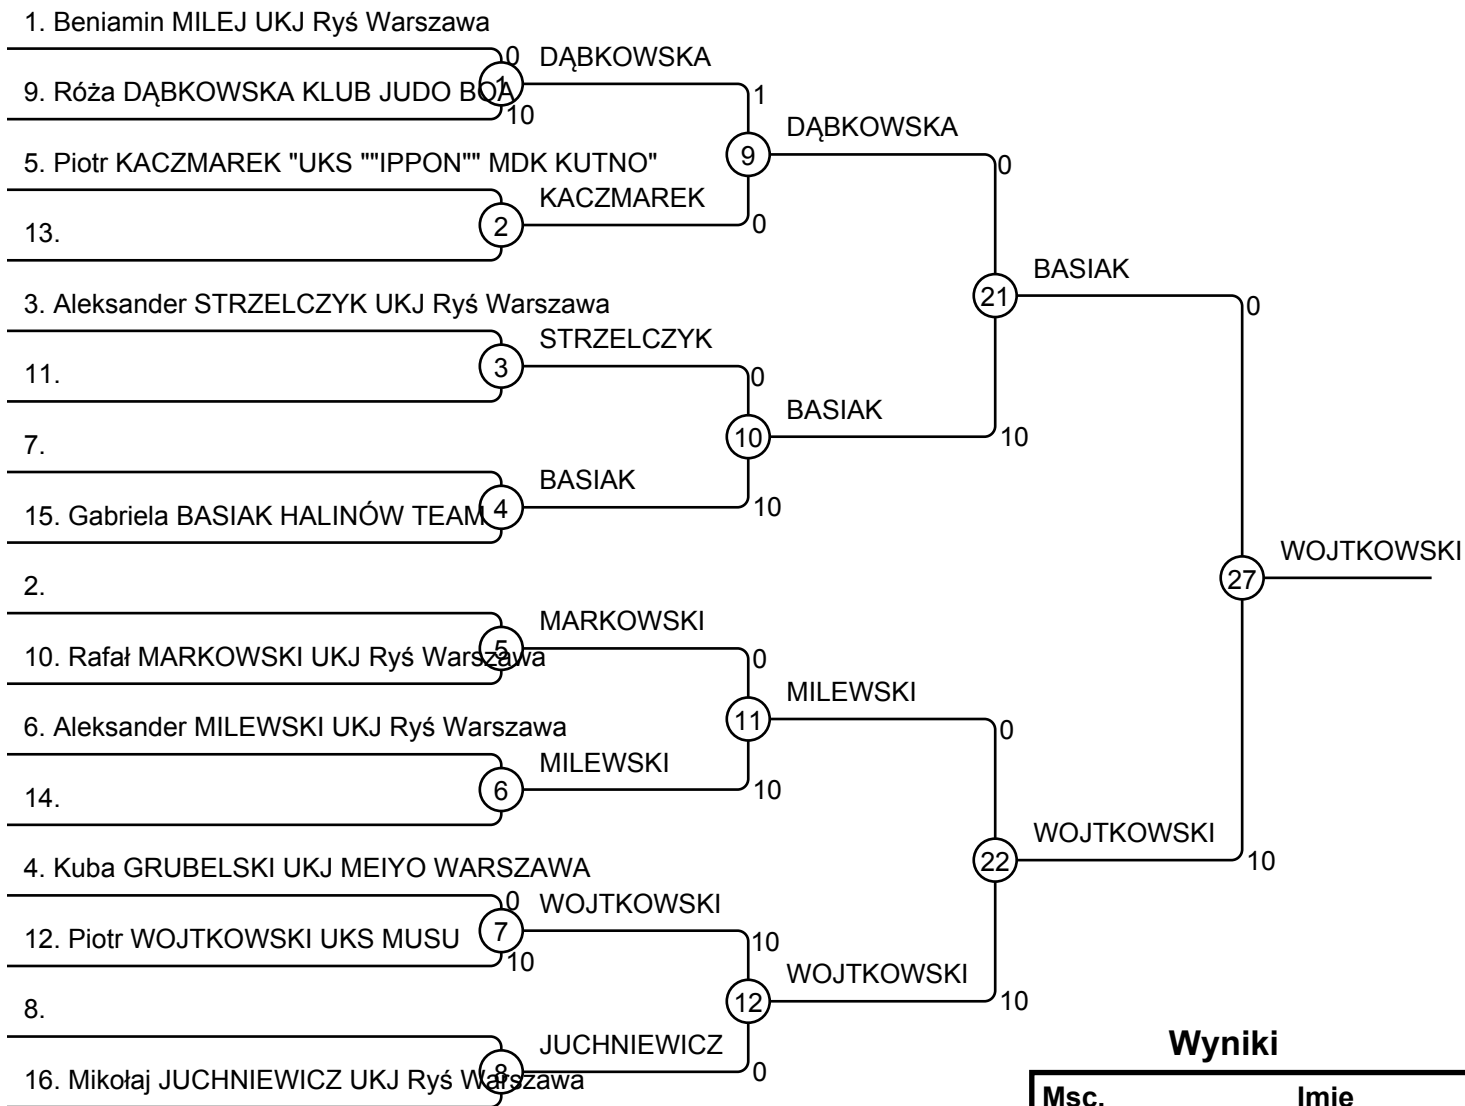 1. Beniamin MILEJ UKJ Ryś Warszawa
0 DĄBKOWSKA
1
9. Róża DĄBKOWSKA KLUB JUDO BOA
10
1
DĄBKOWSKA
9
0
5. Piotr KACZMAREK "UKS ""IPPON"" MDK KUTNO"
KACZMAREK
2
0
13.
BASIAK
21
0
3. Aleksander STRZELCZYK UKJ Ryś Warszawa
STRZELCZYK
3
0
11.
BASIAK
10
10
7.
BASIAK
4
10
15. Gabriela BASIAK HALINÓW TEAM
WOJTKOWSKI
27
2.
MARKOWSKI
5
0
10. Rafał MARKOWSKI UKJ Ryś Warszawa
MILEWSKI
11
0
6. Aleksander MILEWSKI UKJ Ryś Warszawa
MILEWSKI
6
10
14.
WOJTKOWSKI
22
10
4. Kuba GRUBELSKI UKJ MEIYO WARSZAWA
0 WOJTKOWSKI
7
10
12. Piotr WOJTKOWSKI UKS MUSU
10
WOJTKOWSKI
12
10
8.
JUCHNIEWICZ
8
0
16. Mikołaj JUCHNIEWICZ UKJ Ryś Warszawa
Wyniki
Msc. Imię